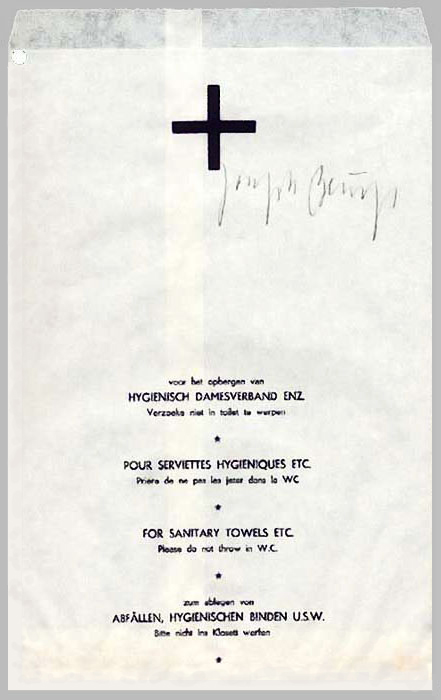 Joseph Beuys
voor het opbergen van
HYGIENISCH DAMESVERBAND ENZ.
Verzoeke niet in toilet te werpen
★
POUR SERVIETTES HYGIENIQUES ETC.
Prière de ne pas les jeter dans la WC
★
FOR SANITARY TOWELS ETC.
Please do not throw in W.C.
★
zum ablegen von
ABFÄLLEN, HYGIENISCHEN BINDEN U.S.W.
Bitte nicht ins Klosett werfen
★